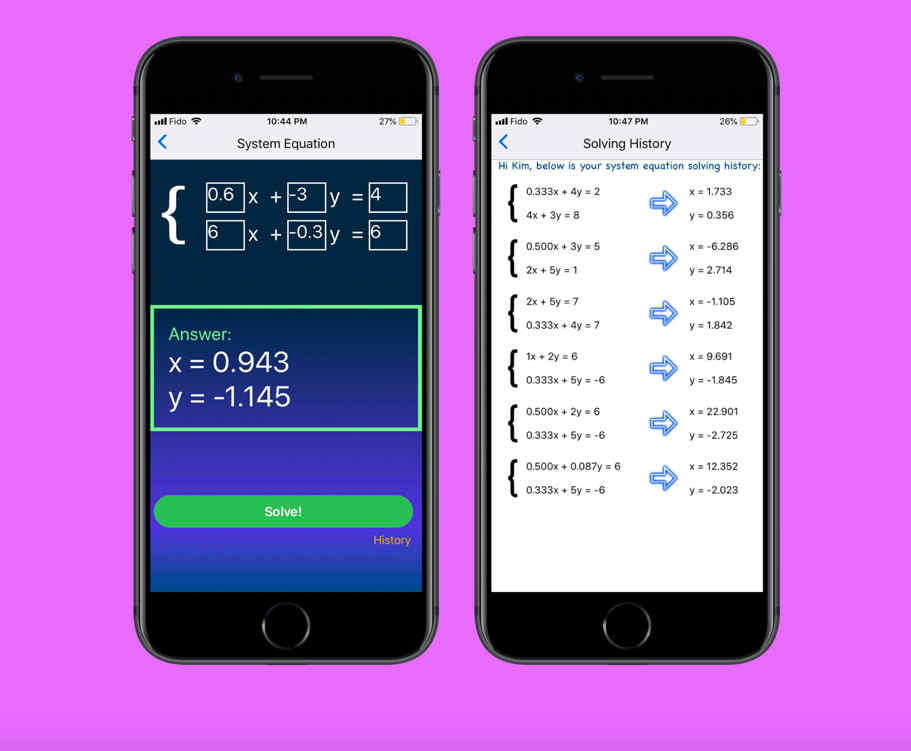 Fido 10:44 PM 27%
System Equation
{ 0.6 x + -3 y = 4
6 x + -0.3 y = 6
Answer:
x = 0.943
y = -1.145
Solve!
History
Fido 10:47 PM 26%
Solving History
Hi Kim, below is your system equation solving history:
0.333x + 4y = 2 x = 1.733
4x + 3y = 8 y = 0.356
0.500x + 3y = 5 x = -6.286
2x + 5y = 1 y = 2.714
2x + 5y = 7 x = -1.105
0.333x + 4y = 7 y = 1.842
1x + 2y = 6 x = 9.691
0.333x + 5y = -6 y = -1.845
0.500x + 2y = 6 x = 22.901
0.333x + 5y = -6 y = -2.725
0.500x + 0.087y = 6 x = 12.352
0.333x + 5y = -6 y = -2.023